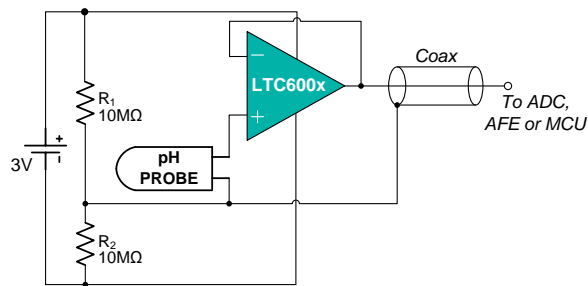 Coax
LTC600x
R1
10MΩ
To ADC,
AFE or MCU
3V
pH
PROBE
R2
10MΩ